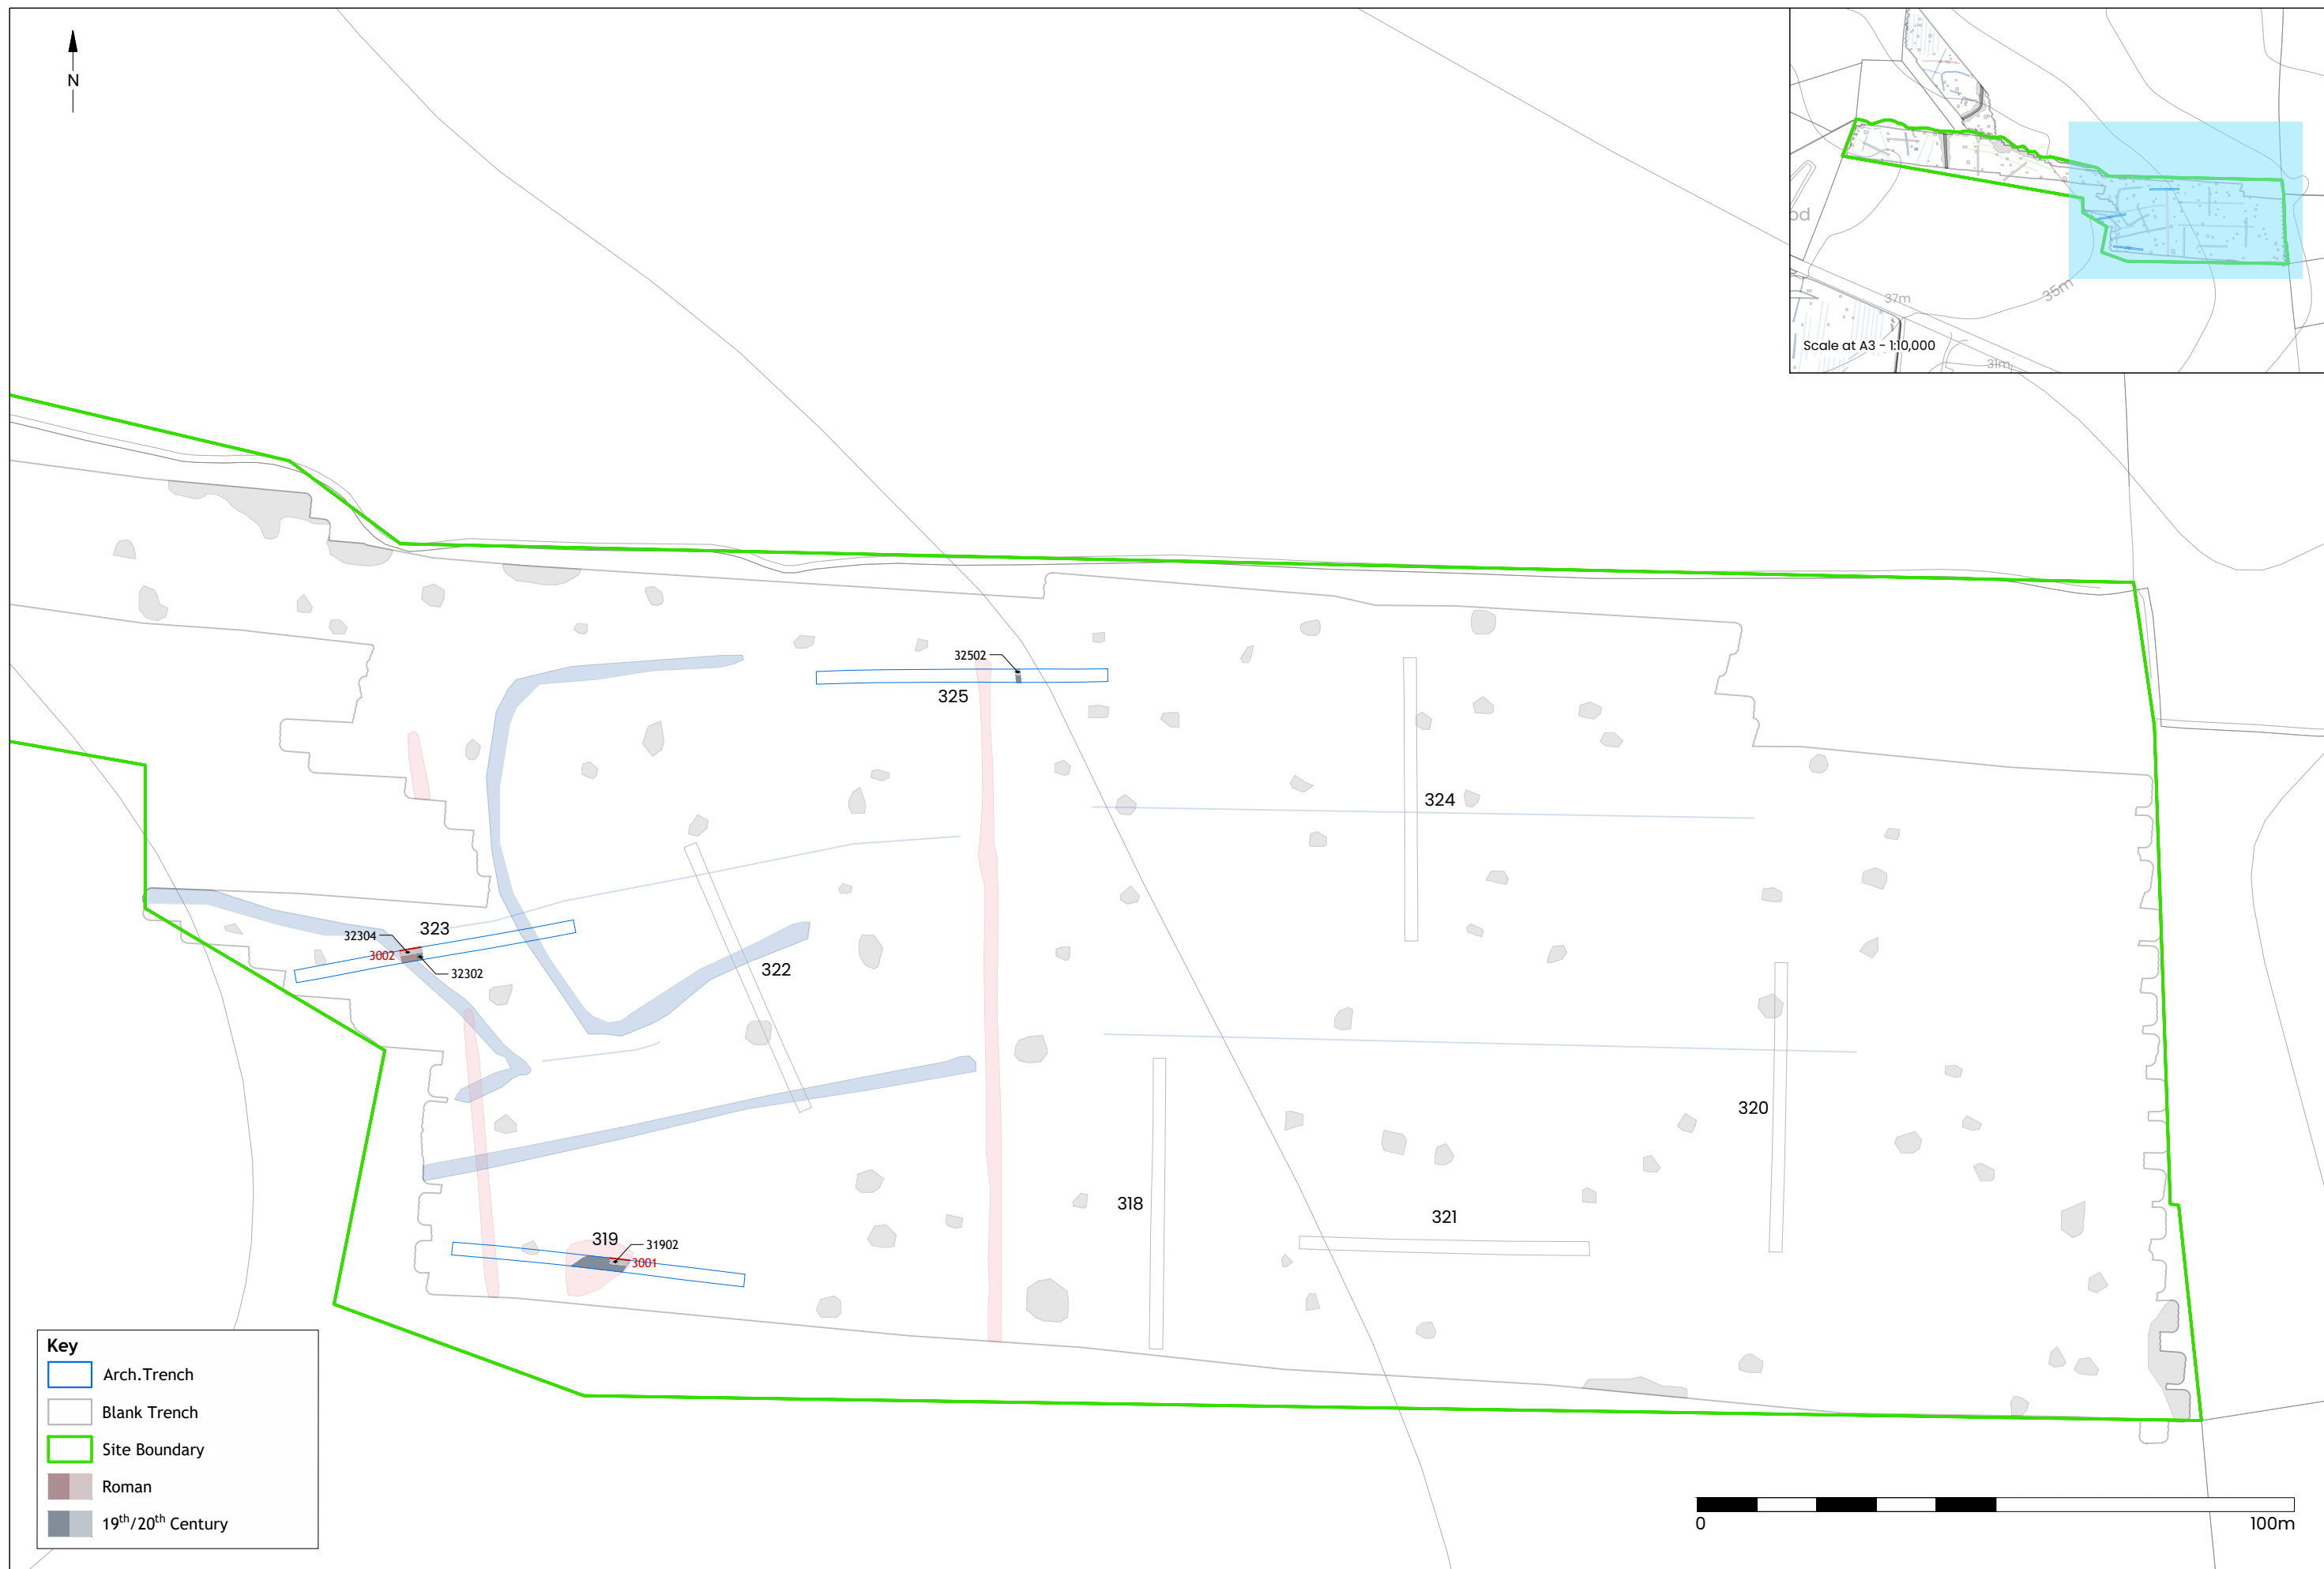 N
od
37m
35m
Scale at A3 - 1:10,000
31m
32502
325
324
323
32304
3002
32302
322
320
318
321
319
31902
3001
Key
Arch.Trench
Blank Trench
Site Boundary
Roman
19th/20th Century
0
100m